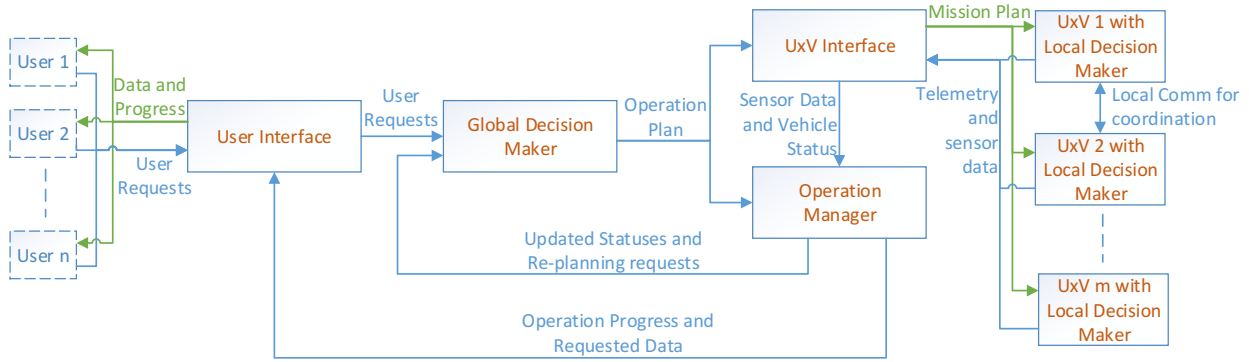 User 1
Data and
Progress
User 2
User
Requests
User n
User Interface
User
Requests
Global Decision
Maker
Operation
Plan
Updated Statuses and
Re-planning requests
Operation Progress and
Requested Data
UxV Interface
Sensor Data
and Vehicle
Status
Operation
Manager
Mission Plan
Telemetry
and
sensor
data
UxV 1 with
Local Decision
Maker
Local Comm for
coordination
UxV 2 with
Local Decision
Maker
UxV m with
Local Decision
Maker